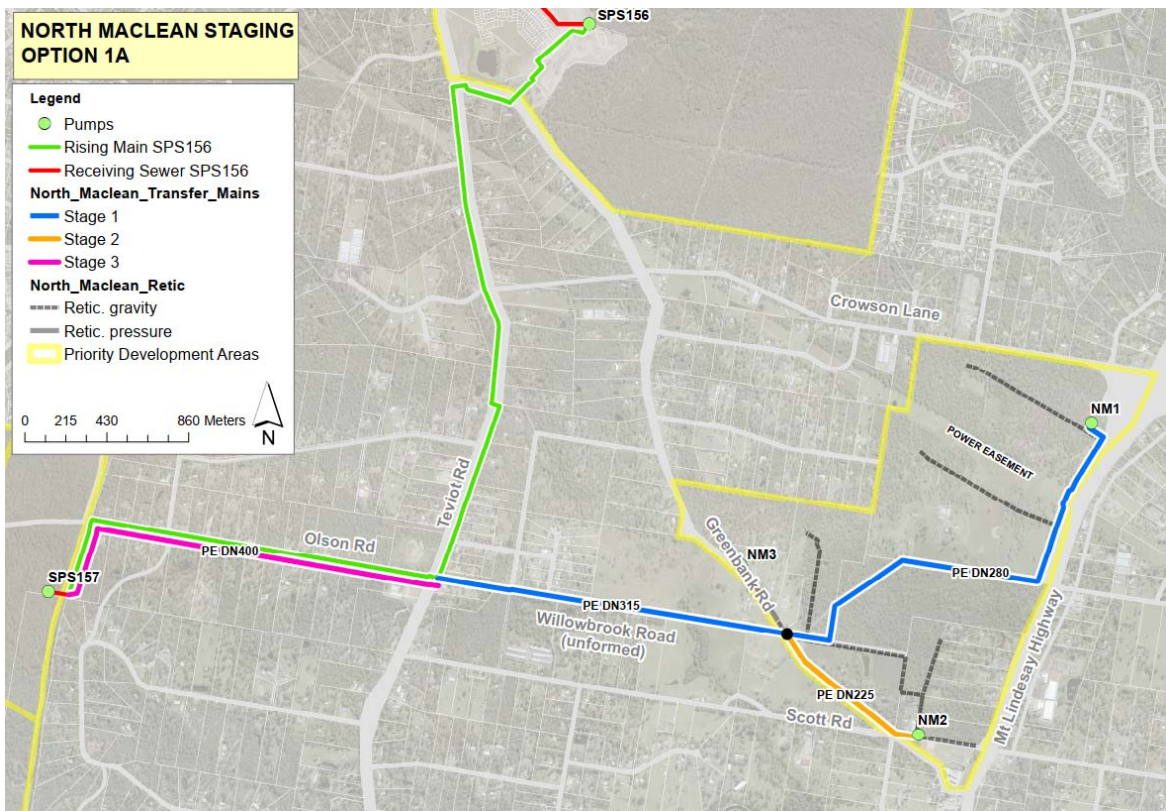 NORTH MACLEAN STAGING
OPTION 1A
Legend
Pumps
Rising Main SPS156
Receiving Sewer SPS156
North_Maclean_Transfer_Mains
Stage 1
Stage 2
Stage 3
North_Maclean_Retic
Retic. gravity
Retic. pressure
Priority Development Areas
0 215 430 860 Meters
N
SPS156
Crowson Lane
NM1
POWER EASEMENT
Teviot Rd
Olson Rd
PE DN400
SPS157
Greenbank Rd
NM3
PE DN280
PE DN315
Willowbrook Road
(unformed)
PE DN225
Scott Rd
NM2
Mt Lindesay Highway